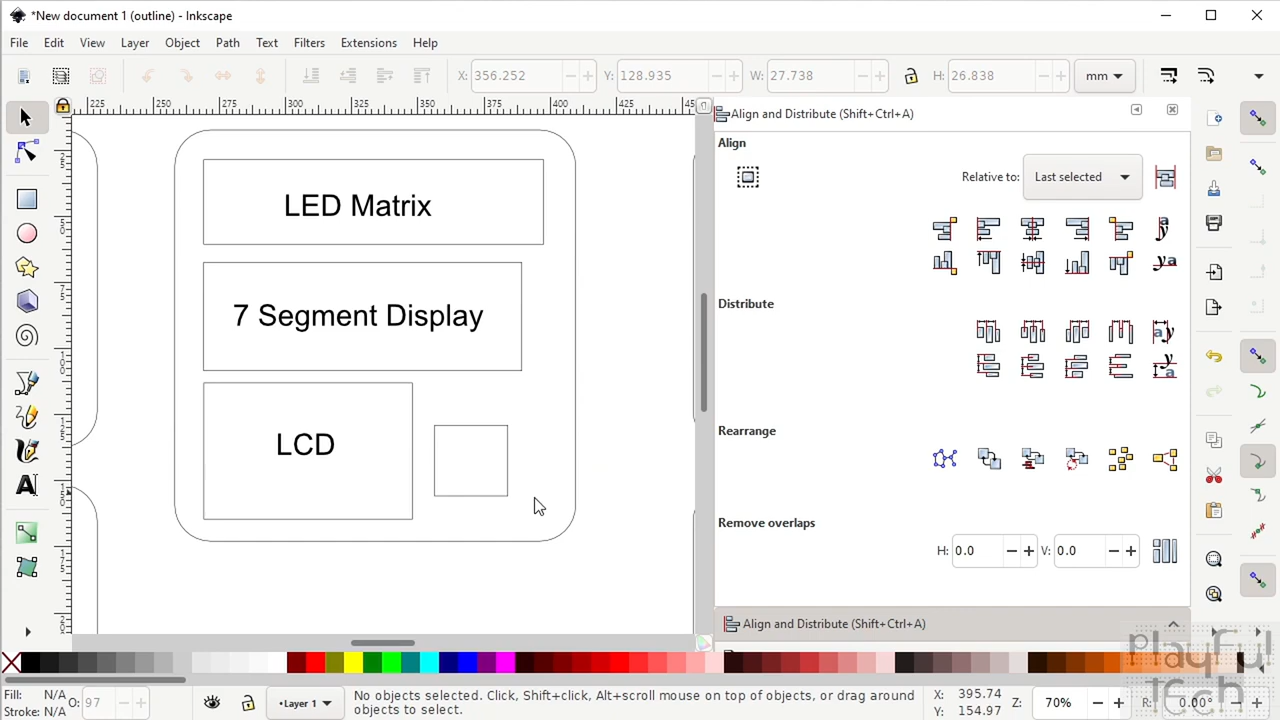 *New document 1 (outline) - Inkscape
File Edit View Layer Object Path Text Filters Extensions Help
X: 356.252 Y: 128.935 W: 27.738 H: 26.838 mm
225 250 275 300 325 350 375 400 425 45
Align and Distribute (Shift+Ctrl+A)
Align
Relative to: Last selected
LED Matrix
7 Segment Display
LCD
Distribute
Rearrange
Remove overlaps
H: 0.0 V: 0.0
Align and Distribute (Shift+Ctrl+A)
playful
tech
Fill: N/A
Stroke: N/A
O: 97
Layer 1
No objects selected. Click, Shift+click, Alt+scroll mouse on top of objects, or drag around
objects to select.
X: 395.74
Y: 154.97
Z: 70%
R: 0.00°